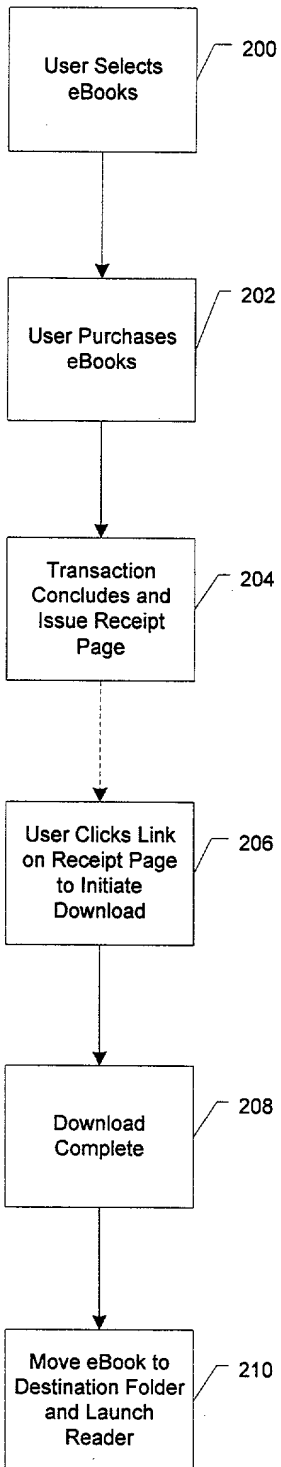 User Selects
eBooks
200
User Purchases
eBooks
202
Transaction
Concludes and
Issue Receipt
Page
204
User Clicks Link
on Receipt Page
to Initiate
Download
206
Download
Complete
208
Move eBook to
Destination Folder
and Launch
Reader
210